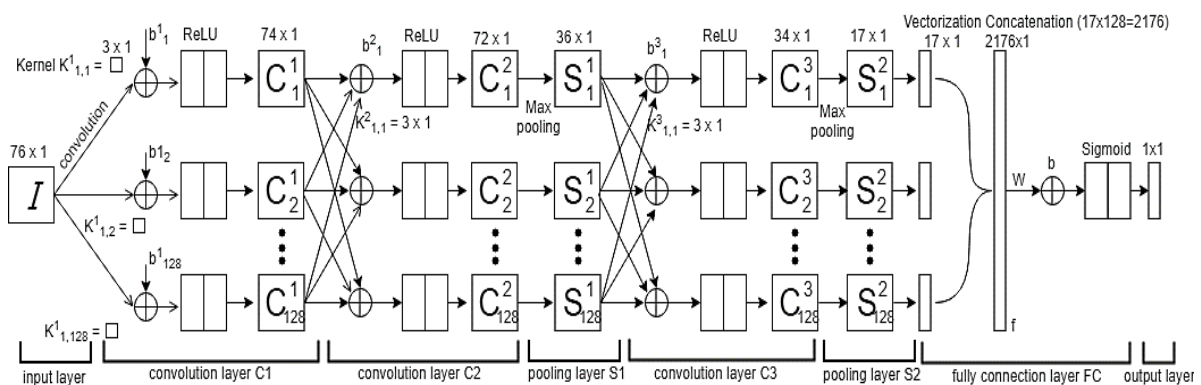 Vectorization Concatenation (17x128=2176)
3 x 1
b¹₁
ReLU
74 x 1
b²₁
ReLU
72 x 1
36 x 1
b³₁
ReLU
34 x 1
17 x 1
17 x 1
2176x1
Kernel K¹₁,₁ =
C¹₁
C²₁
S¹₁
C³₁
S²₁
convolution
K²₁,₁ = 3 x 1
Max pooling
K³₁,₁ = 3 x 1
Max pooling
76 x 1
b1₂
I
C¹₂
C²₂
S¹₂
C³₂
S²₂
W
b
Sigmoid
1x1
K¹₁,₂ =
b¹₁₂₈
C¹₁₂₈
C²₁₂₈
S¹₁₂₈
C³₁₂₈
S²₁₂₈
K¹₁,₁₂₈ =
f
input layer
convolution layer C1
convolution layer C2
pooling layer S1
convolution layer C3
pooling layer S2
fully connection layer FC
output layer